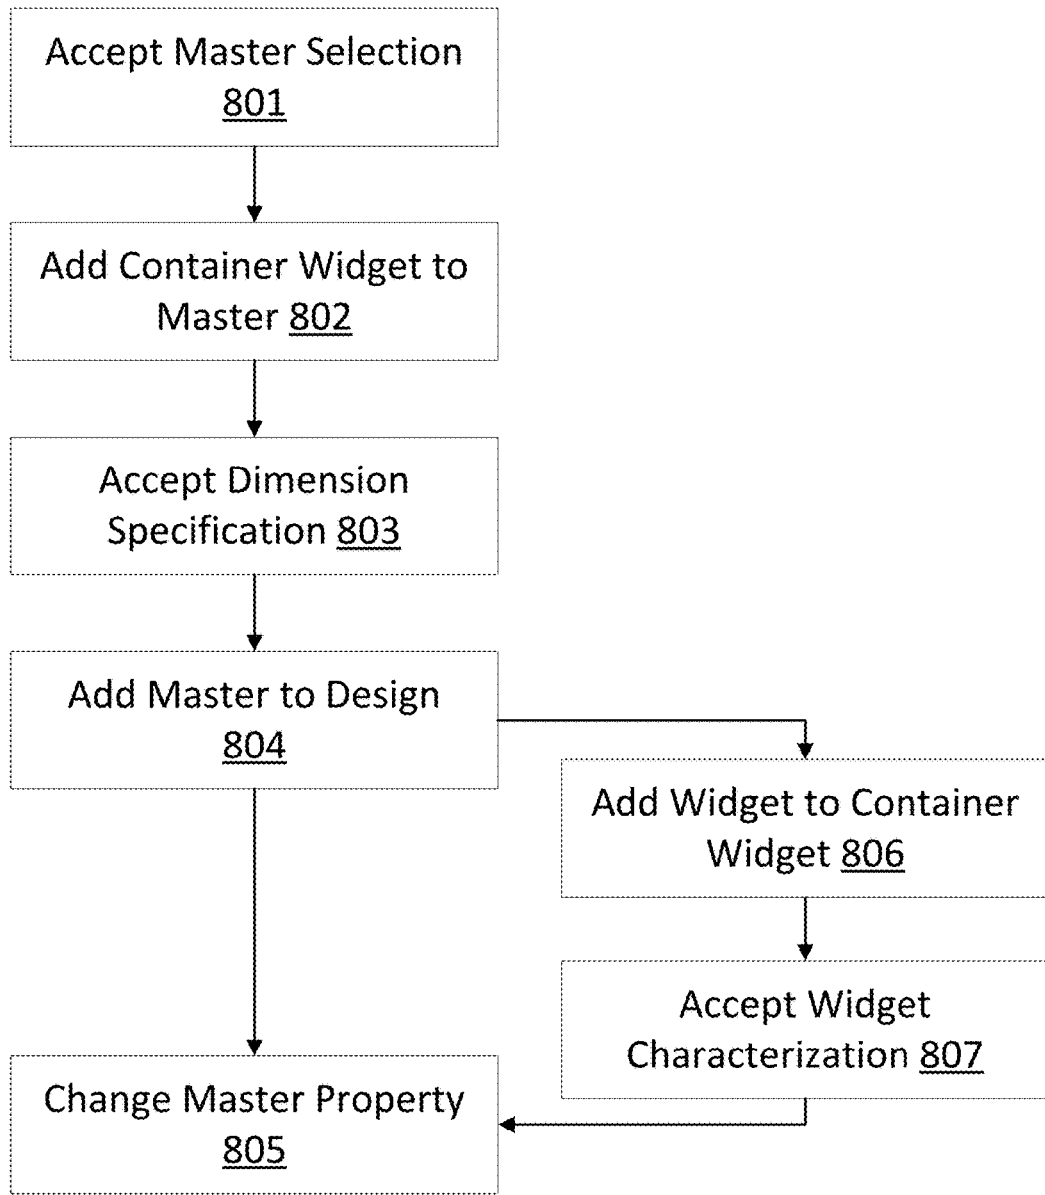 Accept Master Selection
801
Add Container Widget to
Master 802
Accept Dimension
Specification 803
Add Master to Design
804
Add Widget to Container
Widget 806
Accept Widget
Characterization 807
Change Master Property
805